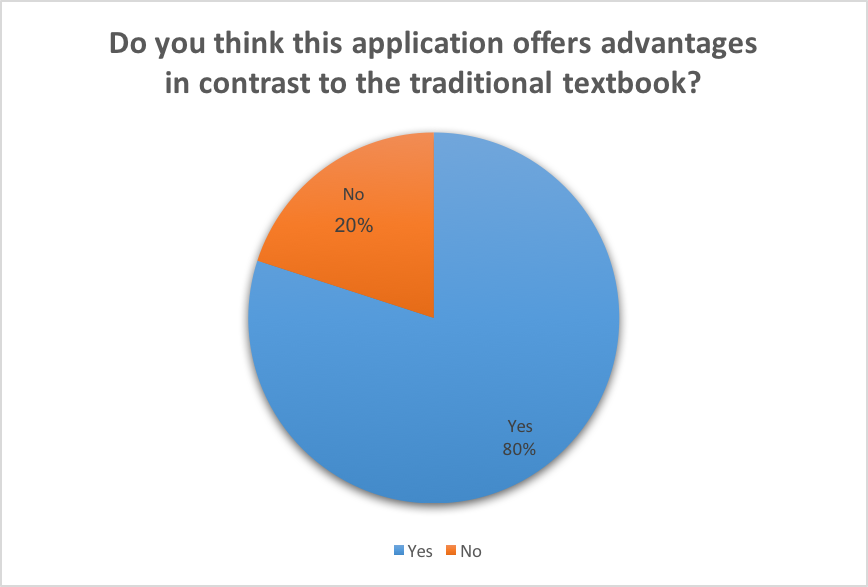 Do you think this application offers advantages
in contrast to the traditional textbook?
No
20%
Yes
80%
Yes No